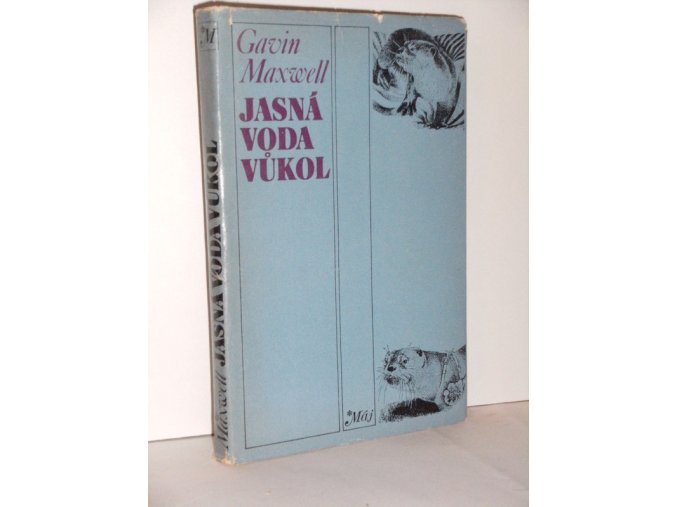 Gavin
Maxwell
JASNÁ
VODA
VŮKOL
*Máj
*M
Maxwell JASNÁ VODA VŮKOL